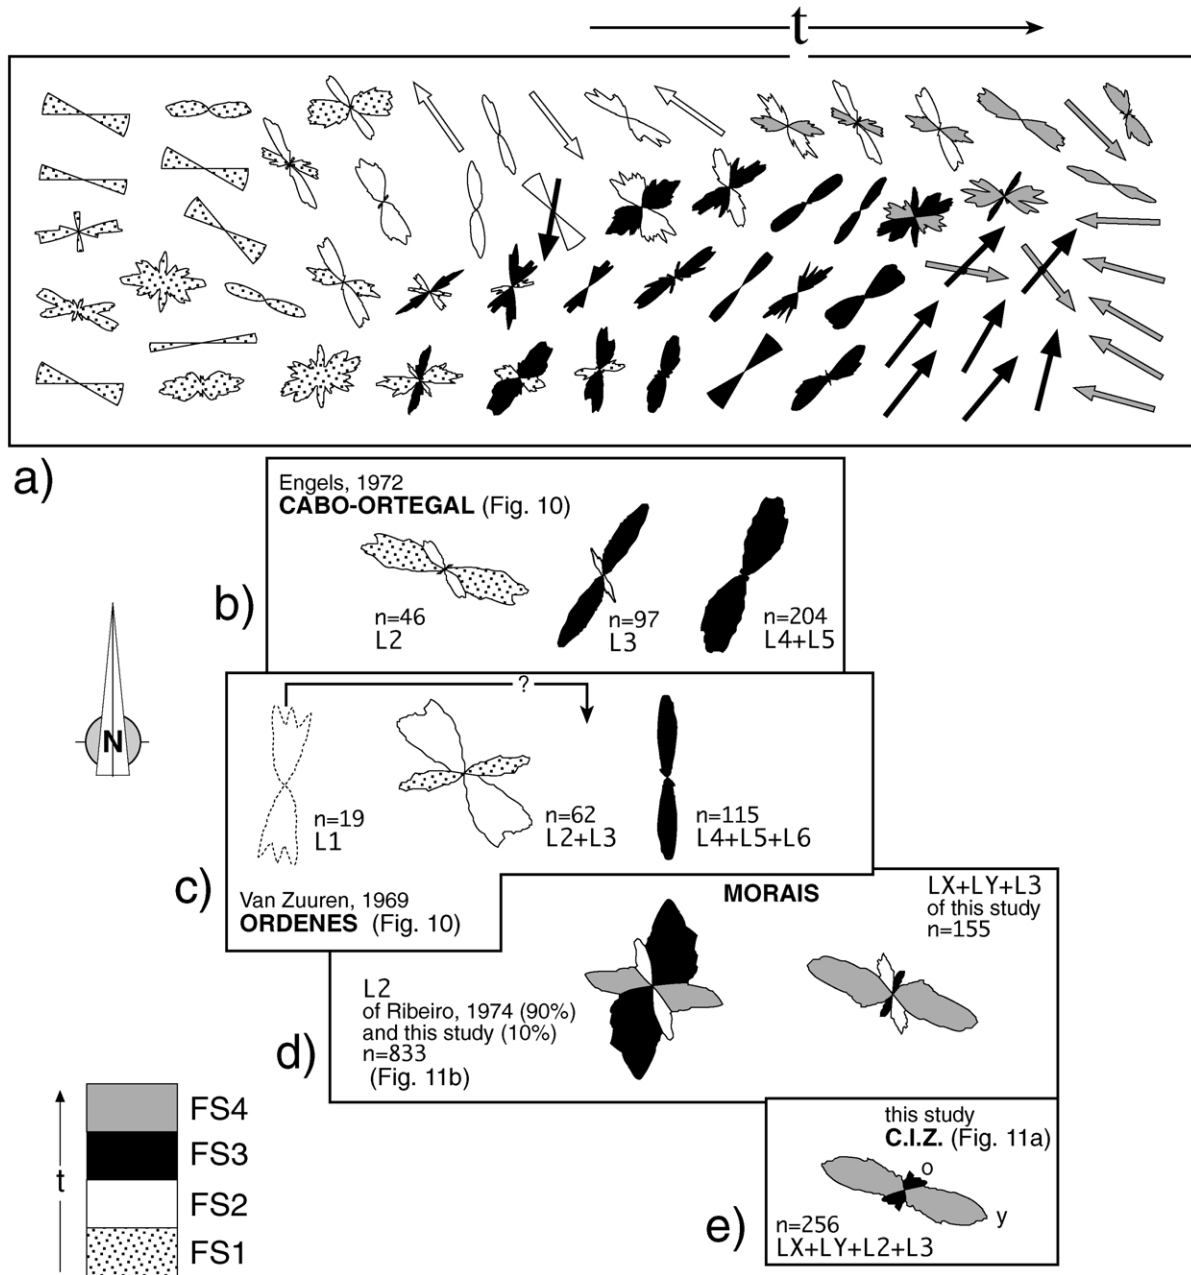 t
a)
Engels, 1972
CABO-ORTEGAL (Fig. 10)
n=46
L2
n=97
L3
n=204
L4+L5
b)
N
?
n=19
L1
n=62
L2+L3
n=115
L4+L5+L6
c)
Van Zuuren, 1969
ORDENES (Fig. 10)
MORAIS
LX+LY+L3
of this study
n=155
L2
of Ribeiro, 1974 (90%)
and this study (10%)
n=833
(Fig. 11b)
d)
this study
C.I.Z. (Fig. 11a)
o
y
n=256
LX+LY+L2+L3
e)
FS4
FS3
FS2
FS1
t